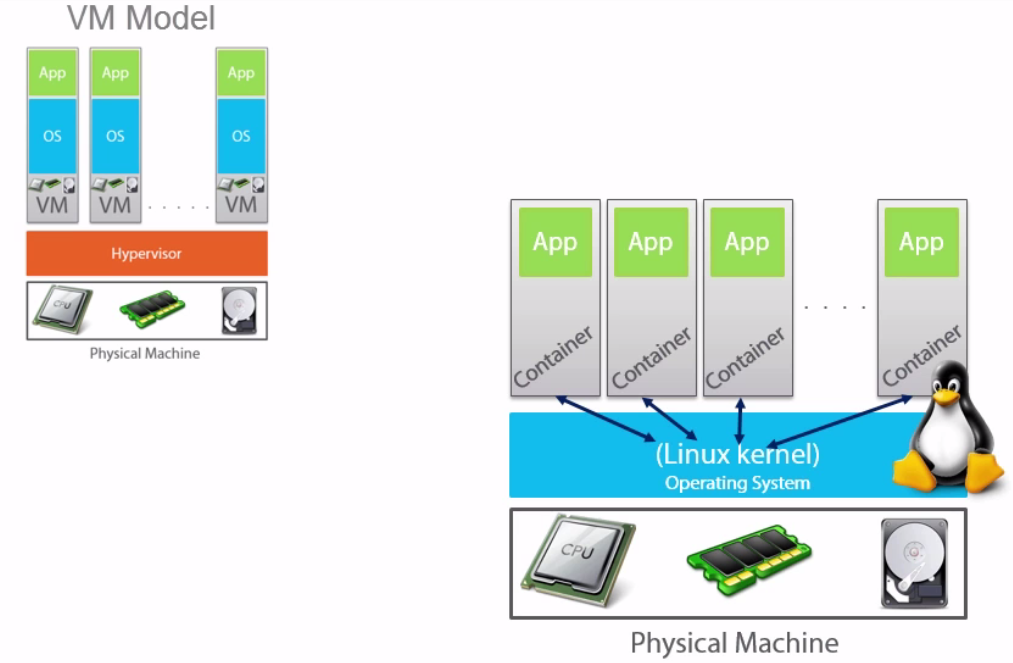 VM Model
App App App
OS OS OS
VM VM . . . . . VM
Hypervisor
CPU
Physical Machine
App App App App
. . . .
Container Container Container Container
(Linux kernel)
Operating System
CPU
Physical Machine